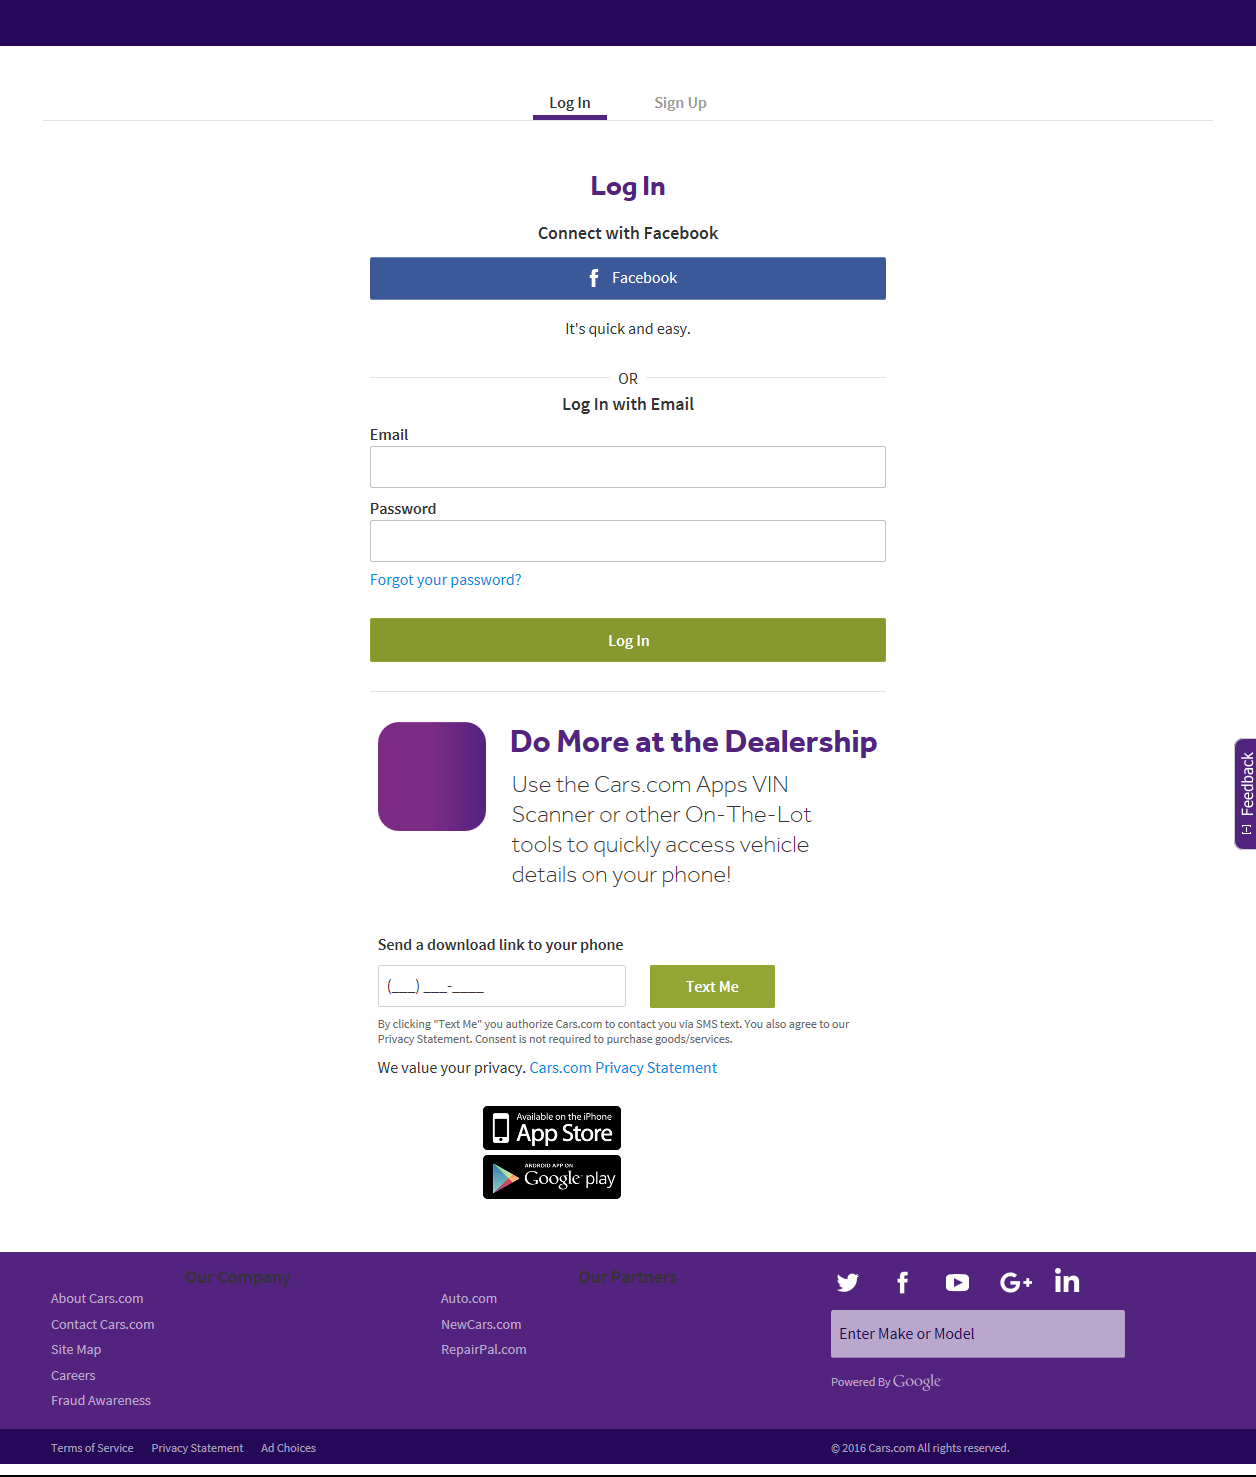 Log In
Sign Up
Log In
Connect with Facebook
Facebook
It's quick and easy.
OR
Log In with Email
Email
Password
Forgot your password?
Log In
Do More at the Dealership
Use the Cars.com Apps VIN
Scanner or other On-The-Lot
tools to quickly access vehicle
details on your phone!
[-] Feedback
Send a download link to your phone
(___) ___-____
Text Me
By clicking "Text Me" you authorize Cars.com to contact you via SMS text. You also agree to our
Privacy Statement. Consent is not required to purchase goods/services.
We value your privacy. Cars.com Privacy Statement
Available on the iPhone
App Store
ANDROID APP ON
Google play
Our Company
About Cars.com
Contact Cars.com
Site Map
Careers
Fraud Awareness
Our Partners
Auto.com
NewCars.com
RepairPal.com
f
G+
in
Enter Make or Model
Powered By Google
Terms of Service
Privacy Statement
Ad Choices
© 2016 Cars.com All rights reserved.